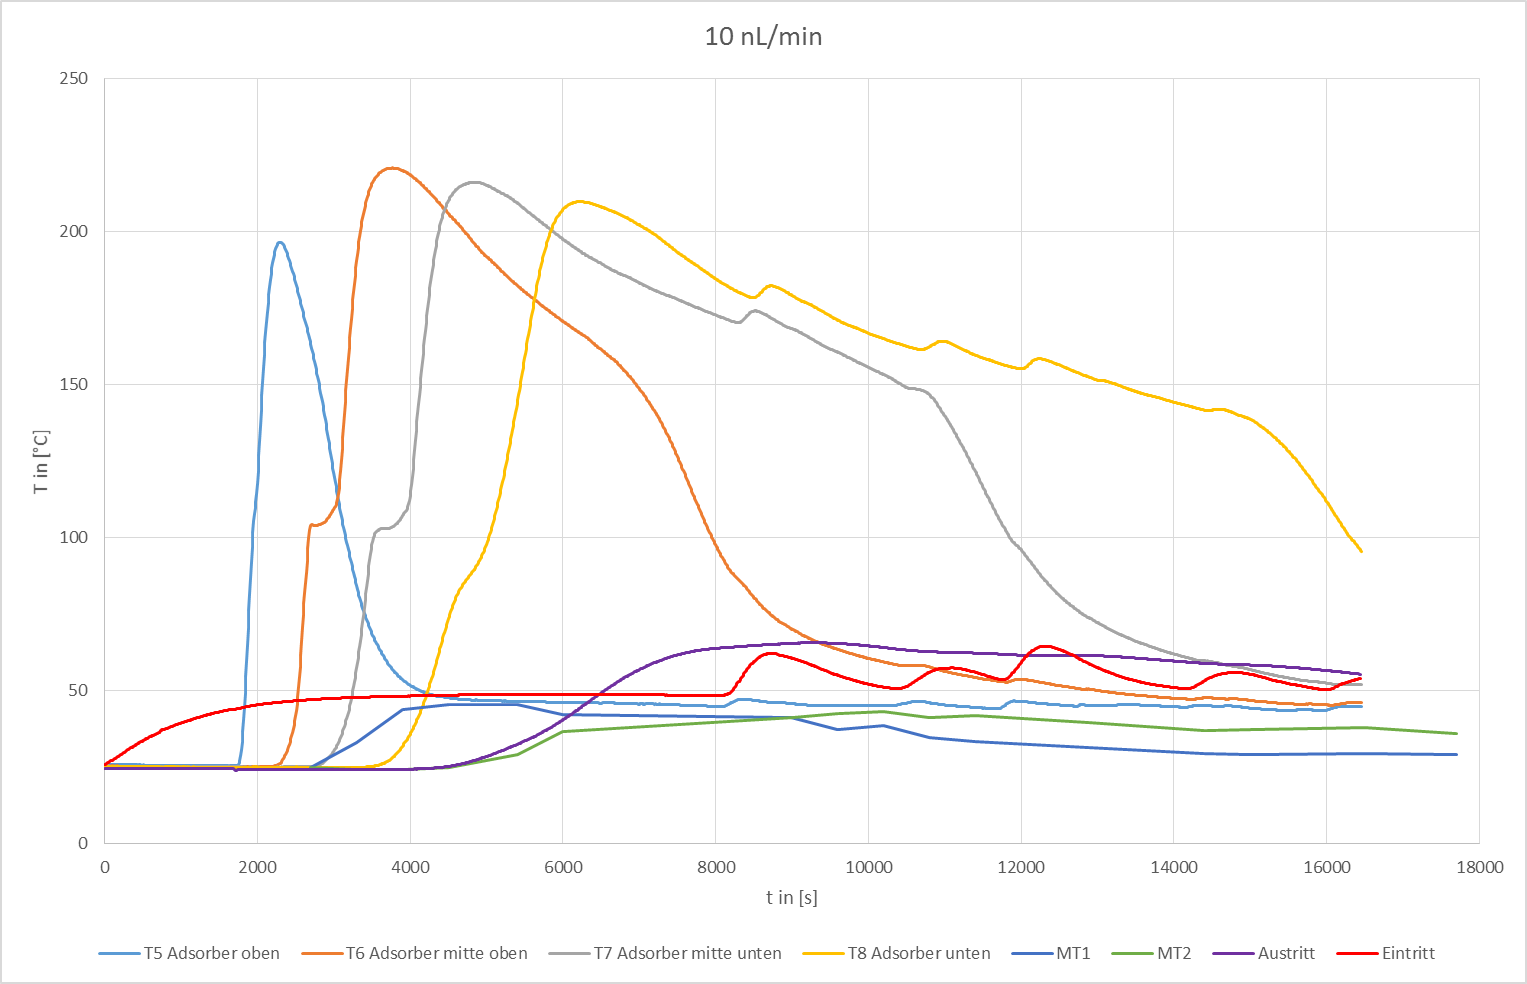 10 nL/min
250
200
150
100
50
0
T in [°C]
0 2000 4000 6000 8000 10000 12000 14000 16000 18000
t in [s]
T5 Adsorber oben T6 Adsorber mitte oben T7 Adsorber mitte unten T8 Adsorber unten MT1 MT2 Austritt Eintritt